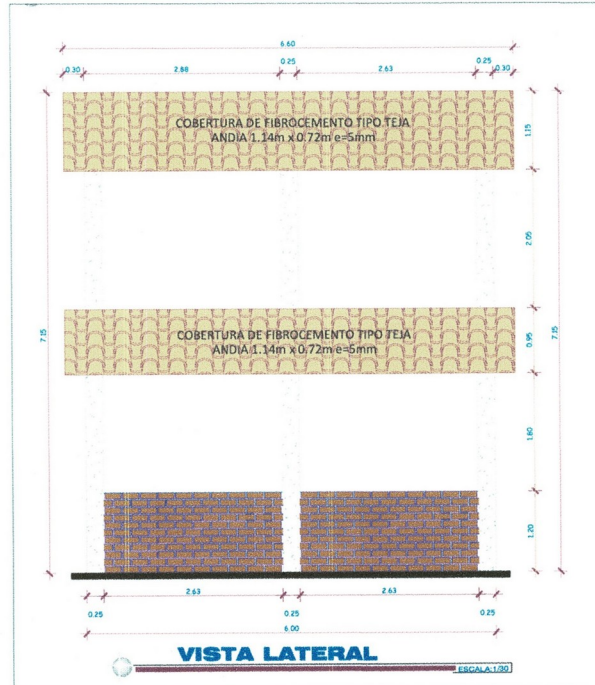 6.60
0.30 2.88 0.25 2.63 0.25 0.30
COBERTURA DE FIBROCEMENTO TIPO TEJA
ANDIA 1.14m x 0.72m e=5mm
1.15
2.05
7.15
COBERTURA DE FIBROCEMENTO TIPO TEJA
ANDIA 1.14m x 0.72m e=5mm
0.95
7.15
1.80
1.20
2.63 2.63
0.25 0.25 0.25
6.00
VISTA LATERAL
ESCALA:1/30